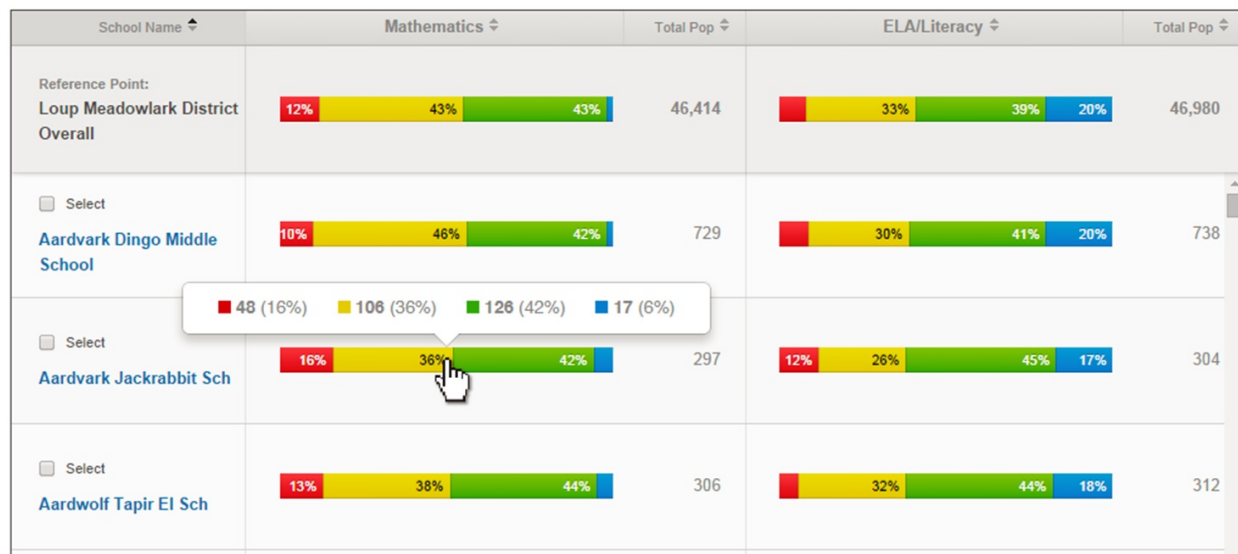 School Name Mathematics Total Pop ELA/Literacy Total Pop
Reference Point:
Loup Meadowlark District
Overall
12% 43% 43% 46,414 33% 39% 20% 46,980
Select
Aardvark Dingo Middle
School
10% 46% 42% 729 30% 41% 20% 738
48 (16%) 106 (36%) 126 (42%) 17 (6%)
Select
Aardvark Jackrabbit Sch
16% 36% 42% 297 12% 26% 45% 17% 304
Select
Aardwolf Tapir El Sch
13% 38% 44% 306 32% 44% 18% 312